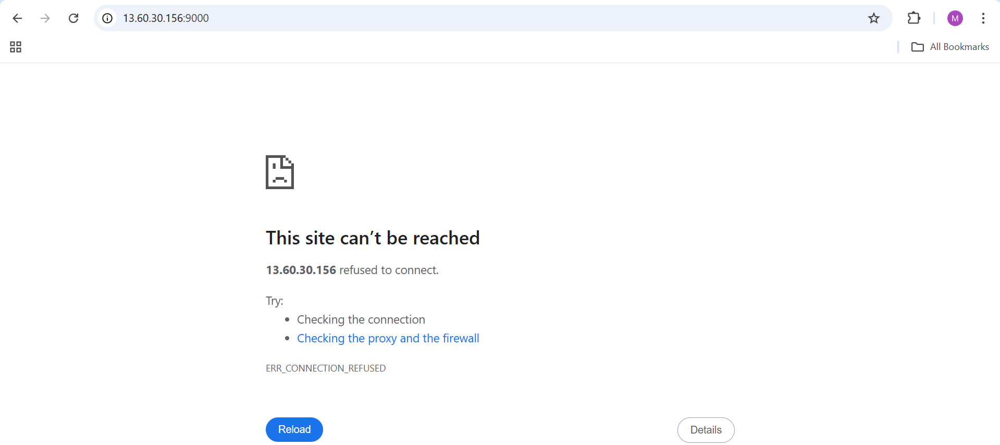 13.60.30.156:9000
M
All Bookmarks
This site can’t be reached
13.60.30.156 refused to connect.
Try:
• Checking the connection
• Checking the proxy and the firewall
ERR_CONNECTION_REFUSED
Reload
Details